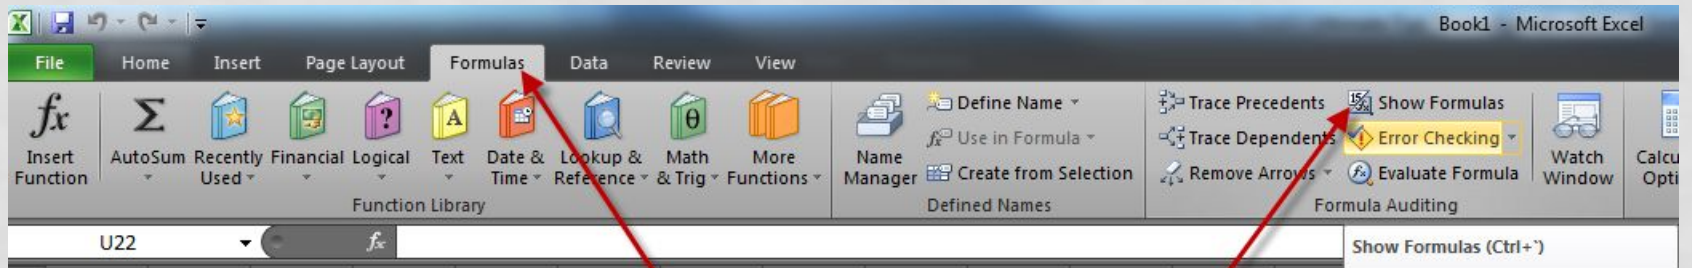 Book1 - Microsoft Excel
File Home Insert Page Layout Formulas Data Review View
fx Insert Function
Σ AutoSum
Recently Used
Financial
? Logical
A Text
Date & Time
Lookup & Reference
θ Math & Trig
More Functions
Function Library
Name Manager
Define Name
Use in Formula
Create from Selection
Defined Names
Trace Precedents
Trace Dependents
Remove Arrows
Show Formulas
Error Checking
Evaluate Formula
Formula Auditing
Watch Window
U22 fx
Show Formulas (Ctrl+`)